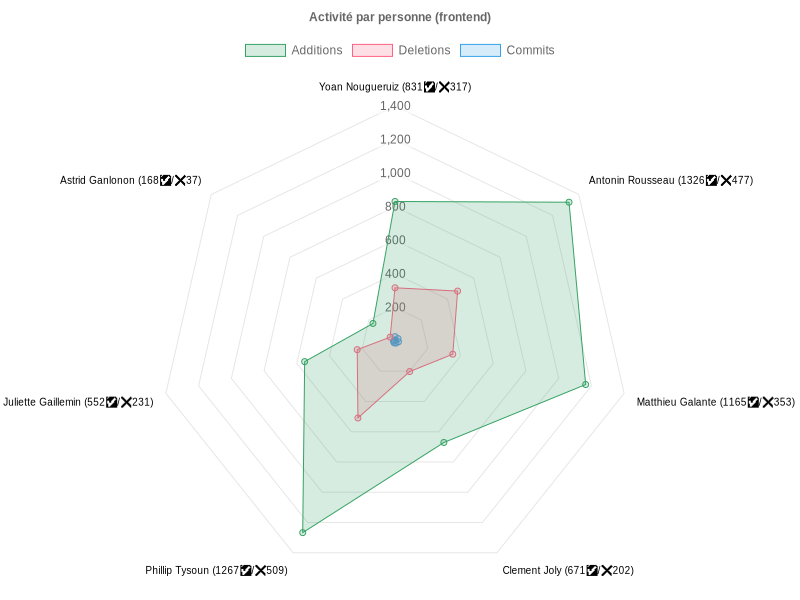 Activité par personne (frontend)
Additions Deletions Commits
Yoan Nougueruiz (831✅/❌317)
1,400
1,200
1,000
800
600
400
200
Astrid Ganlonon (168✅/❌37)
Antonin Rousseau (1326✅/❌477)
Juliette Gaillemin (552✅/❌231)
Matthieu Galante (1165✅/❌353)
Phillip Tysoun (1267✅/❌509)
Clement Joly (671✅/❌202)